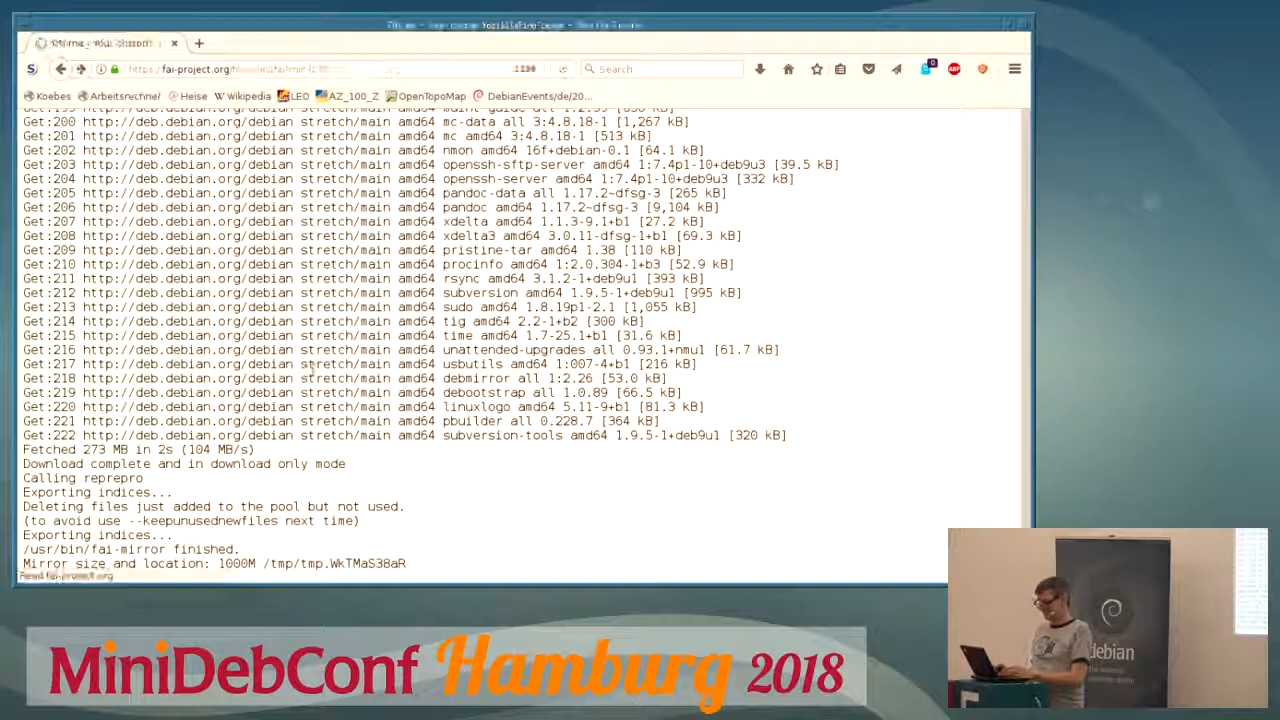 https://fai-project.org/
Search
Koebes Arbeitsrechner Heise Wikipedia LEO AZ_100_Z OpenTopoMap DebianEvents/de/20...
Get:200 http://deb.debian.org/debian stretch/main amd64 mc-data all 3:4.8.18-1 [1,267 kB]
Get:201 http://deb.debian.org/debian stretch/main amd64 mc amd64 3:4.8.18-1 [513 kB]
Get:202 http://deb.debian.org/debian stretch/main amd64 nmon amd64 16f+debian-0.1 [64.1 kB]
Get:203 http://deb.debian.org/debian stretch/main amd64 openssh-sftp-server amd64 1:7.4p1-10+deb9u3 [39.5 kB]
Get:204 http://deb.debian.org/debian stretch/main amd64 openssh-server amd64 1:7.4p1-10+deb9u3 [332 kB]
Get:205 http://deb.debian.org/debian stretch/main amd64 pandoc-data all 1.17.2~dfsg-3 [265 kB]
Get:206 http://deb.debian.org/debian stretch/main amd64 pandoc amd64 1.17.2~dfsg-3 [9,104 kB]
Get:207 http://deb.debian.org/debian stretch/main amd64 xdelta amd64 1.1.3-9.1+b1 [27.2 kB]
Get:208 http://deb.debian.org/debian stretch/main amd64 xdelta3 amd64 3.0.11-dfsg-1+b1 [69.3 kB]
Get:209 http://deb.debian.org/debian stretch/main amd64 pristine-tar amd64 1.38 [110 kB]
Get:210 http://deb.debian.org/debian stretch/main amd64 procinfo amd64 1:2.0.304-1+b3 [52.9 kB]
Get:211 http://deb.debian.org/debian stretch/main amd64 rsync amd64 3.1.2-1+deb9u1 [393 kB]
Get:212 http://deb.debian.org/debian stretch/main amd64 subversion amd64 1.9.5-1+deb9u1 [995 kB]
Get:213 http://deb.debian.org/debian stretch/main amd64 sudo amd64 1.8.19p1-2.1 [1,055 kB]
Get:214 http://deb.debian.org/debian stretch/main amd64 tig amd64 2.2-1+b2 [300 kB]
Get:215 http://deb.debian.org/debian stretch/main amd64 time amd64 1.7-25.1+b1 [31.6 kB]
Get:216 http://deb.debian.org/debian stretch/main amd64 unattended-upgrades all 0.93.1+nmu1 [61.7 kB]
Get:217 http://deb.debian.org/debian stretch/main amd64 usbutils amd64 1:007-4+b1 [216 kB]
Get:218 http://deb.debian.org/debian stretch/main amd64 debmirror all 1:2.26 [53.0 kB]
Get:219 http://deb.debian.org/debian stretch/main amd64 debootstrap all 1.0.89 [66.5 kB]
Get:220 http://deb.debian.org/debian stretch/main amd64 linuxlogo amd64 5.11-9+b1 [81.3 kB]
Get:221 http://deb.debian.org/debian stretch/main amd64 pbuilder all 0.228.7 [364 kB]
Get:222 http://deb.debian.org/debian stretch/main amd64 subversion-tools amd64 1.9.5-1+deb9u1 [320 kB]
Fetched 273 MB in 2s (104 MB/s)
Download complete and in download only mode
Calling reprepro
Exporting indices...
Deleting files just added to the pool but not used.
(to avoid use --keepunusednewfiles next time)
Exporting indices...
/usr/bin/fai-mirror finished.
Mirror size and location: 1000M /tmp/tmp.WkTMaS38aR
debian
MiniDebConf Hamburg 2018